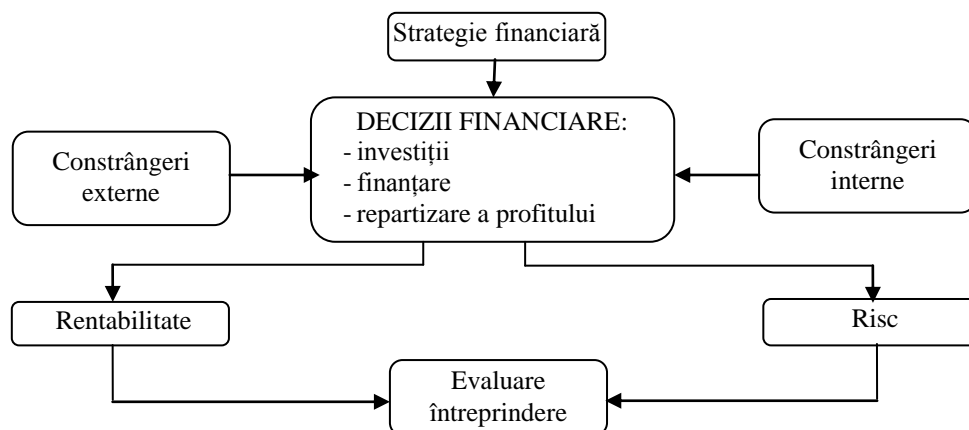 Strategie financiară
DECIZII FINANCIARE:
- investiții
- finanțare
- repartizare a profitului
Constrângeri
externe
Constrângeri
interne
Rentabilitate
Risc
Evaluare
întreprindere